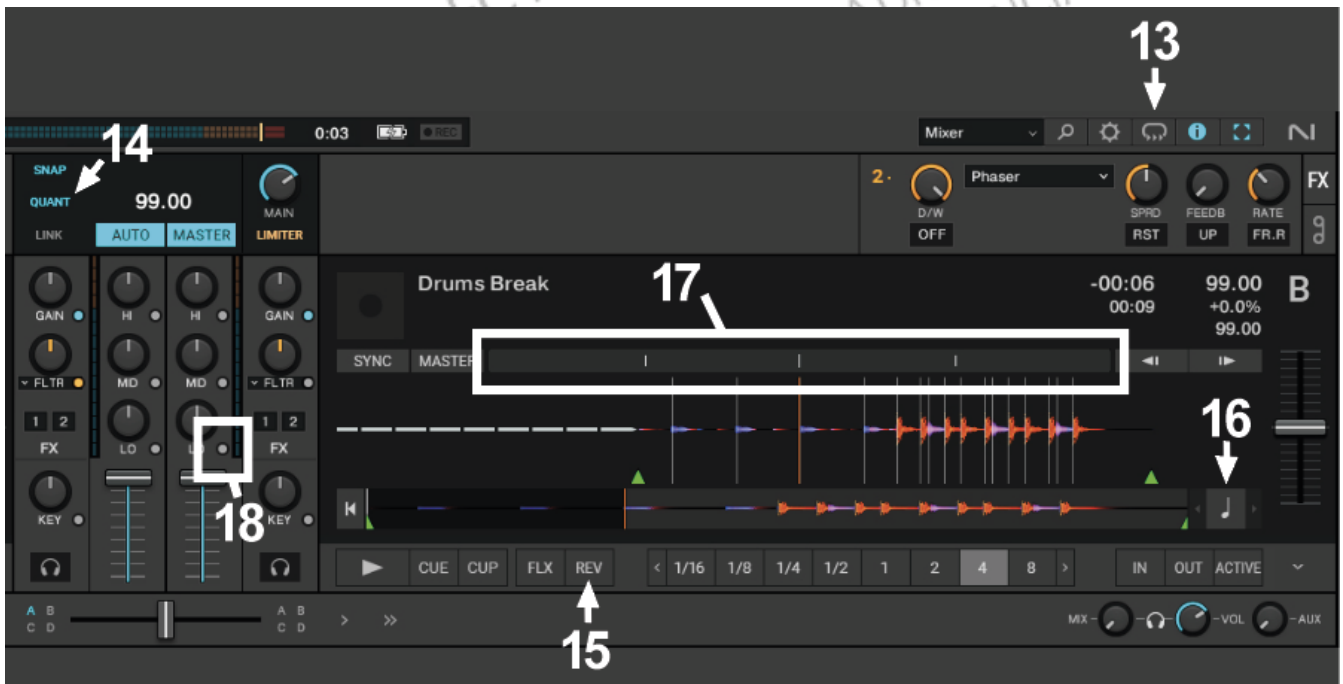 13
0:03 REC Mixer
14
SNAP
QUANT 99.00
LINK AUTO MASTER
MAIN
LIMITER
2 Phaser
D/W
OFF
SPRD FEEDB RATE
RST UP FR.R
FX
GAIN HI HI GAIN
FLTR MD MD FLTR
1 2 1 2
FX LO LO FX
KEY KEY
18
Drums Break
17
-00:06 99.00
00:09 +0.0%
99.00
B
SYNC MASTER
16
CUE CUP FLX REV < 1/16 1/8 1/4 1/2 1 2 4 8 > IN OUT ACTIVE
A B
C D
A B
C D
> >>
15
MIX VOL AUX